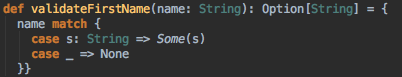 def validateFirstName(name: String): Option[String] = {
  name match {
    case s: String => Some(s)
    case _ => None
  }}